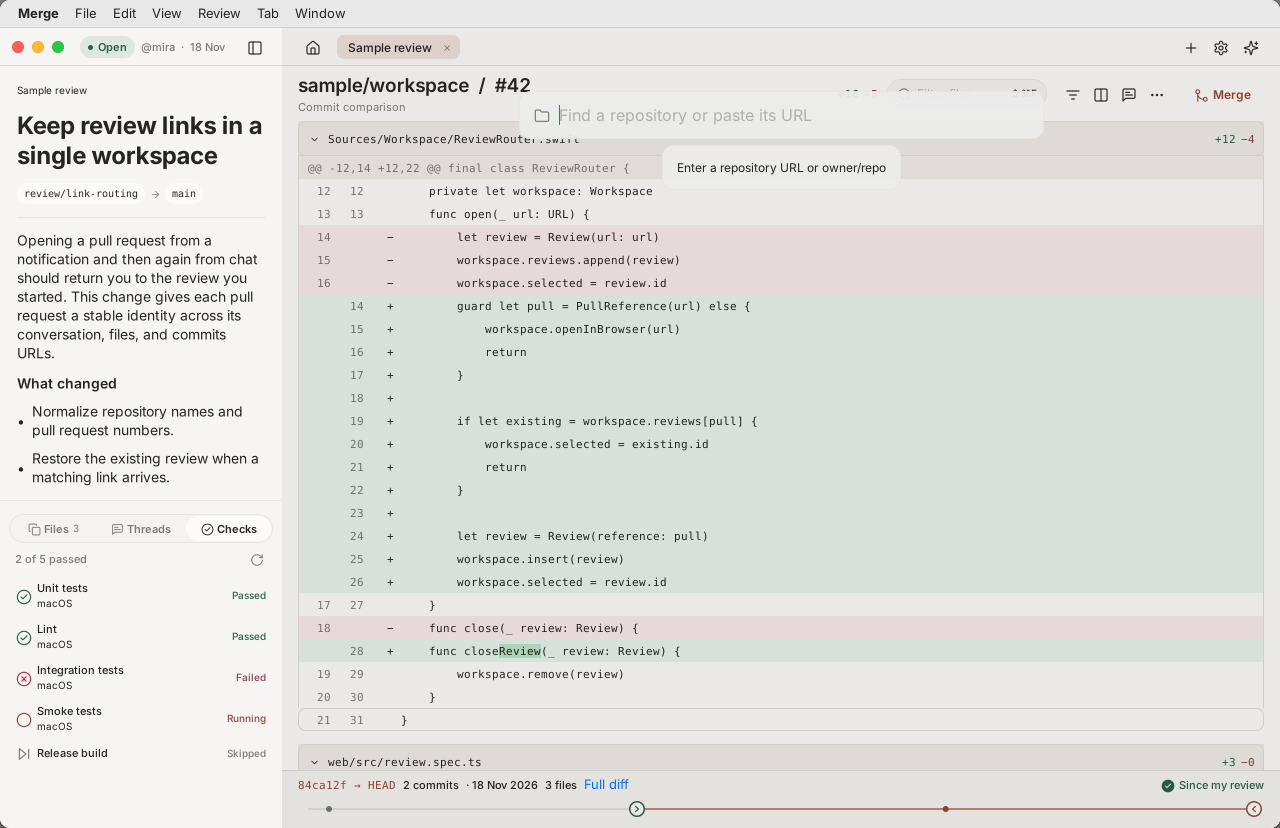 Merge File Edit View Review Tab Window
Open @mira · 18 Nov
Sample review
Keep review links in a
single workspace
review/link-routing → main
Opening a pull request from a
notification and then again from chat
should return you to the review you
started. This change gives each pull
request a stable identity across its
conversation, files, and commits
URLs.
What changed
• Normalize repository names and
pull request numbers.
• Restore the existing review when a
matching link arrives.
Files 3 Threads Checks
2 of 5 passed
Unit tests
macOS
Passed
Lint
macOS
Passed
Integration tests
macOS
Failed
Smoke tests
macOS
Running
Release build Skipped
Sample review ×
sample/workspace / #42
Commit comparison
Merge
Find a repository or paste its URL
Enter a repository URL or owner/repo
Sources/Workspace/ReviewRouter.swift +12 −4
@@ -12,14 +12,22 @@ final class ReviewRouter {
12 12 private let workspace: Workspace
13 13 func open(_ url: URL) {
14 − let review = Review(url: url)
15 − workspace.reviews.append(review)
16 − workspace.selected = review.id
14 + guard let pull = PullReference(url) else {
15 + workspace.openInBrowser(url)
16 + return
17 + }
18 +
19 + if let existing = workspace.reviews[pull] {
20 + workspace.selected = existing.id
21 + return
22 + }
23 +
24 + let review = Review(reference: pull)
25 + workspace.insert(review)
26 + workspace.selected = review.id
17 27 }
18 − func close(_ review: Review) {
28 + func closeReview(_ review: Review) {
19 29 workspace.remove(review)
20 30 }
21 31 }
web/src/review.spec.ts +3 −0
84ca12f → HEAD 2 commits · 18 Nov 2026 3 files Full diff Since my review